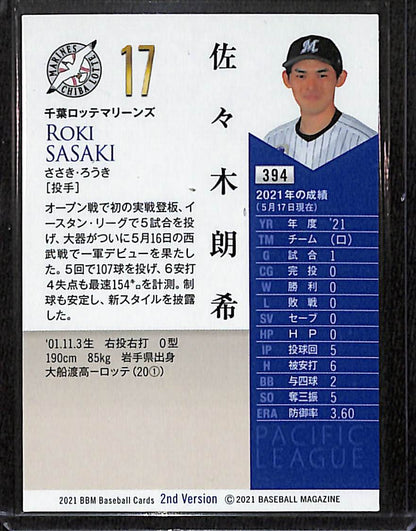 MARINES
CHIBA LOTTE
17
千葉ロッテマリーンズ
ROKI
SASAKI
ささき・ろうき
[投手]
佐々木朗希
M
オープン戦で初の実戦登板、イ
ースタン・リーグで5試合を投
げ、大器がついに5月16日の西
武戦で一軍デビューを果たし
た。5回で107球を投げ、6安打
4失点も最速154㌔を計測。制
球も安定し、新スタイルを披露
した。
'01.11.3生 右投右打 O型
190cm 85kg 岩手県出身
大船渡高ーロッテ(20①)
394
2021年の成績
(5月17日現在)
YR 年度 '21
TM チーム (ロ)
G 試合 1
CG 完投 0
W 勝利 0
L 敗戦 0
SV セーブ 0
HP H P 0
IP 投球回 5
H 被安打 6
BB 与四球 2
SO 奪三振 5
ERA 防御率 3.60
PACIFIC
LEAGUE
2021 BBM Baseball Cards 2nd Version ©2021 BASEBALL MAGAZINE